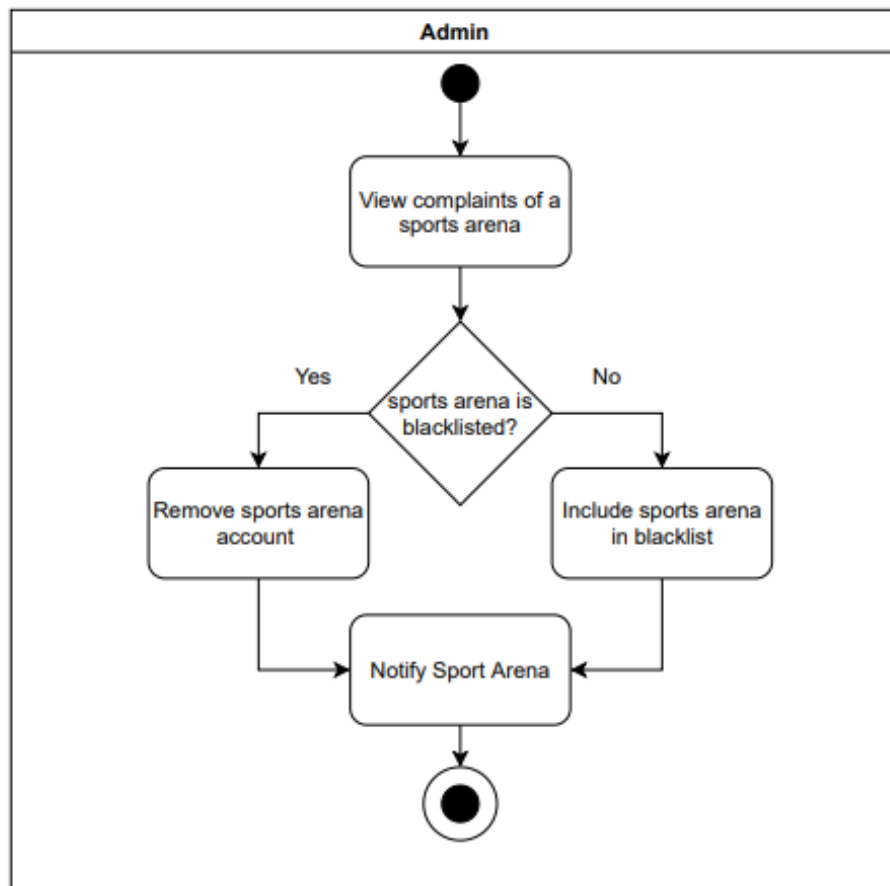 Admin
View complaints of a
sports arena
Yes
No
sports arena is
blacklisted?
Remove sports arena
account
Include sports arena
in blacklist
Notify Sport Arena